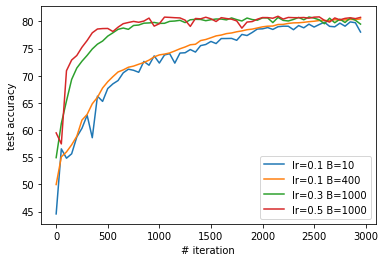 80
75
70
65
60
55
50
45
test accuracy
0
500
1000
1500
2000
2500
3000
# iteration
lr=0.1 B=10
lr=0.1 B=400
lr=0.3 B=1000
lr=0.5 B=1000